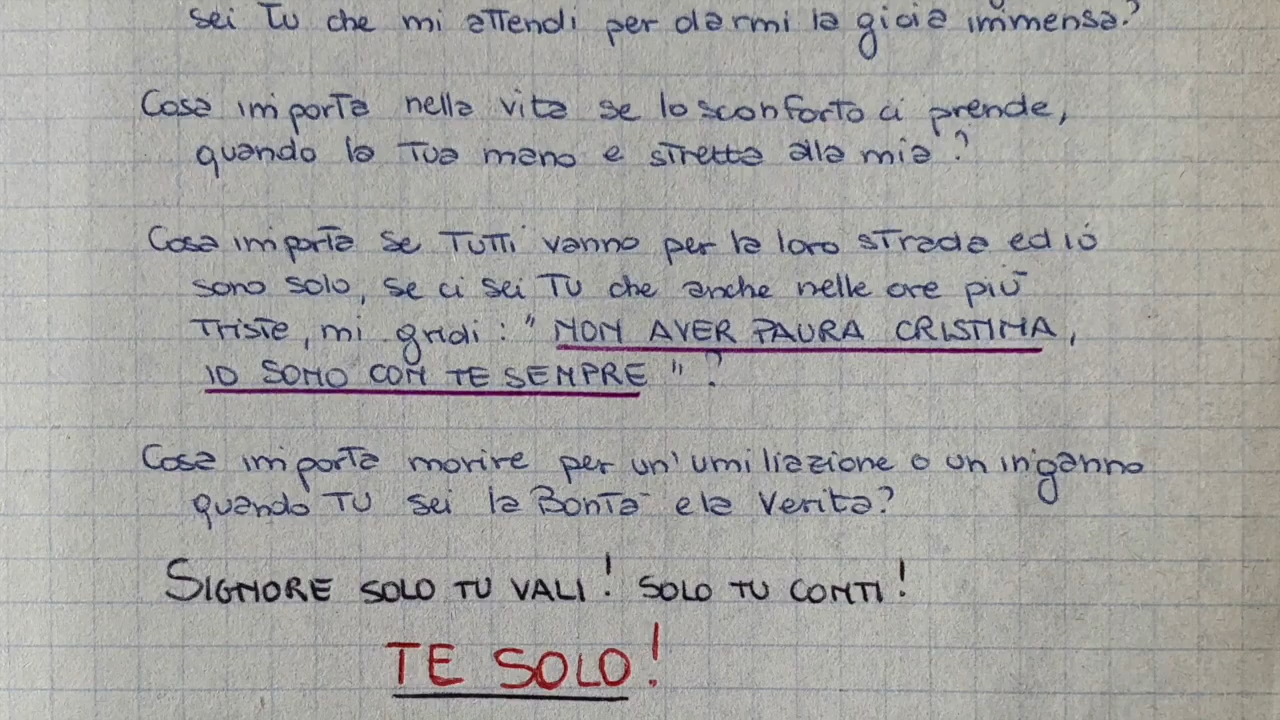 sei Tu che mi attendi per darmi la gioia immensa?
Cosa importa nella vita se lo sconforto ci prende,
quando la Tua mano e stretta alla mia?
Cosa importa se TUTTI vanno per la loro strada ed io
sono solo, se ci sei TU che anche nelle ore più
TRISTE, mi gridi: "NON AVER PAURA CRISTINA,
IO SONO CON TE SEMPRE"?
Cosa importa morire per un'umiliazione o un inganno
quando TU sei la Bontà e la Verita?
SIGNORE SOLO TU VALI! SOLO TU CONTI!
TE SOLO!